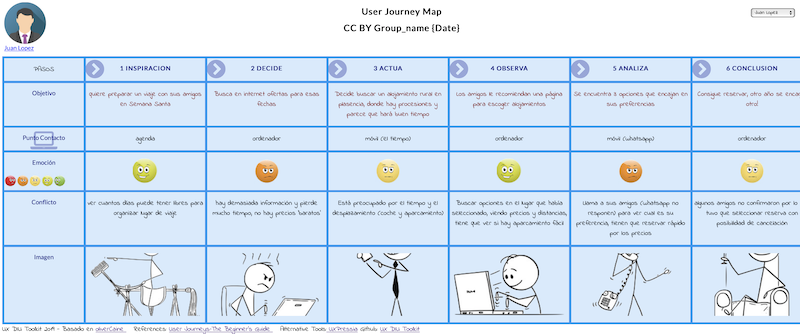 User Journey Map
CC BY Group_name {Date}
Juan Lopez
Juan Lopez
PASOS
1 INSPIRACION
2 DECIDE
3 ACTUA
4 OBSERVA
5 ANALIZA
6 CONCLUSION
Objetivo
quiere preparar un viaje con sus amigos
en Semana Santa
Busca en internet ofertas para esas
fechas
Decide buscar un alojamiento rural en
plasencia, donde hay procesiones y
parece que hará buen tiempo
Los amigos le recomiendan una página
para escoger alojamientos
Se encuentra 3 opciones que encajan en
sus preferencias
Consigue reservar, otro año se encar
otro!
Punto Contacto
agenda
ordenador
móvil (el tiempo)
ordenador
móvil (whatsapp)
ordenador
Emoción
Conflicto
ver cuantos días puede tener libres para
organizar lugar de viaje
hay demasiada información y pierde
mucho tiempo, no hay precios 'baratos'
Está preocupado por el tiempo y el
desplazamiento (coche y aparcamiento)
Buscar opciones en el lugar que había
seleccionado, viendo precios y distancias,
tiene que ver si hay aparcamiento fácil
Llama a sus amigos (whatsapp no
responen) para ver cual es su
preferencia, tienen que reservar rápido
por los precios
algunos amigos no confirmaron por lo
tuvo que seleccionar reserva con
posibilidad de cancelación
Imagen
UX DIU Toolkit 2019 - Basado en oliverCame
References: User-Journeys-The Beginner's Guide
Alternative Tools UXPressia Github UX DIU Toolkit